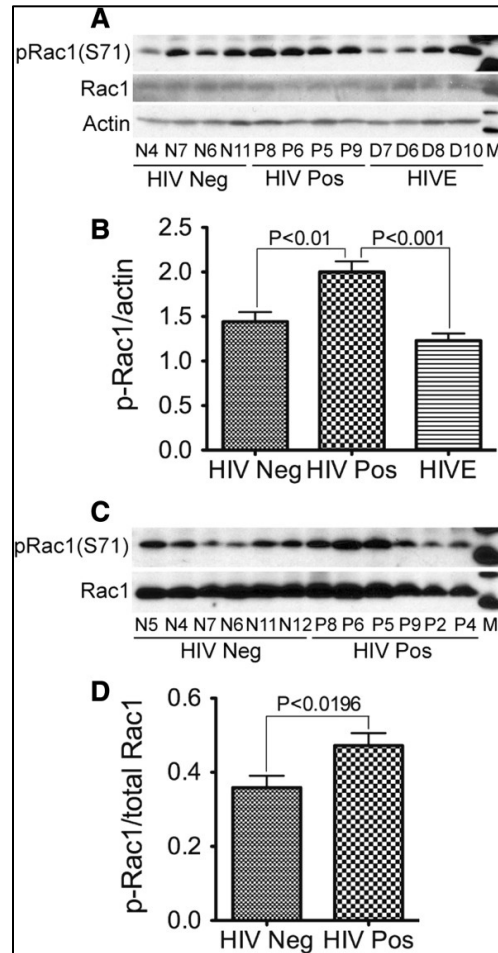 A
pRac1(S71)
Rac1
Actin
N4 N7 N6 N11 P8 P6 P5 P9 D7 D6 D8 D10 M
HIV Neg HIV Pos HIVE
B
P<0.01 P<0.001
2.5
2.0
1.5
1.0
0.5
0.0
p-Rac1/actin
HIV Neg HIV Pos HIVE
C
pRac1(S71)
Rac1
N5 N4 N7 N6 N11 N12 P8 P6 P5 P9 P2 P4 M
HIV Neg HIV Pos
D
P<0.0196
0.6
0.4
0.2
0.0
p-Rac1/total Rac1
HIV Neg HIV Pos